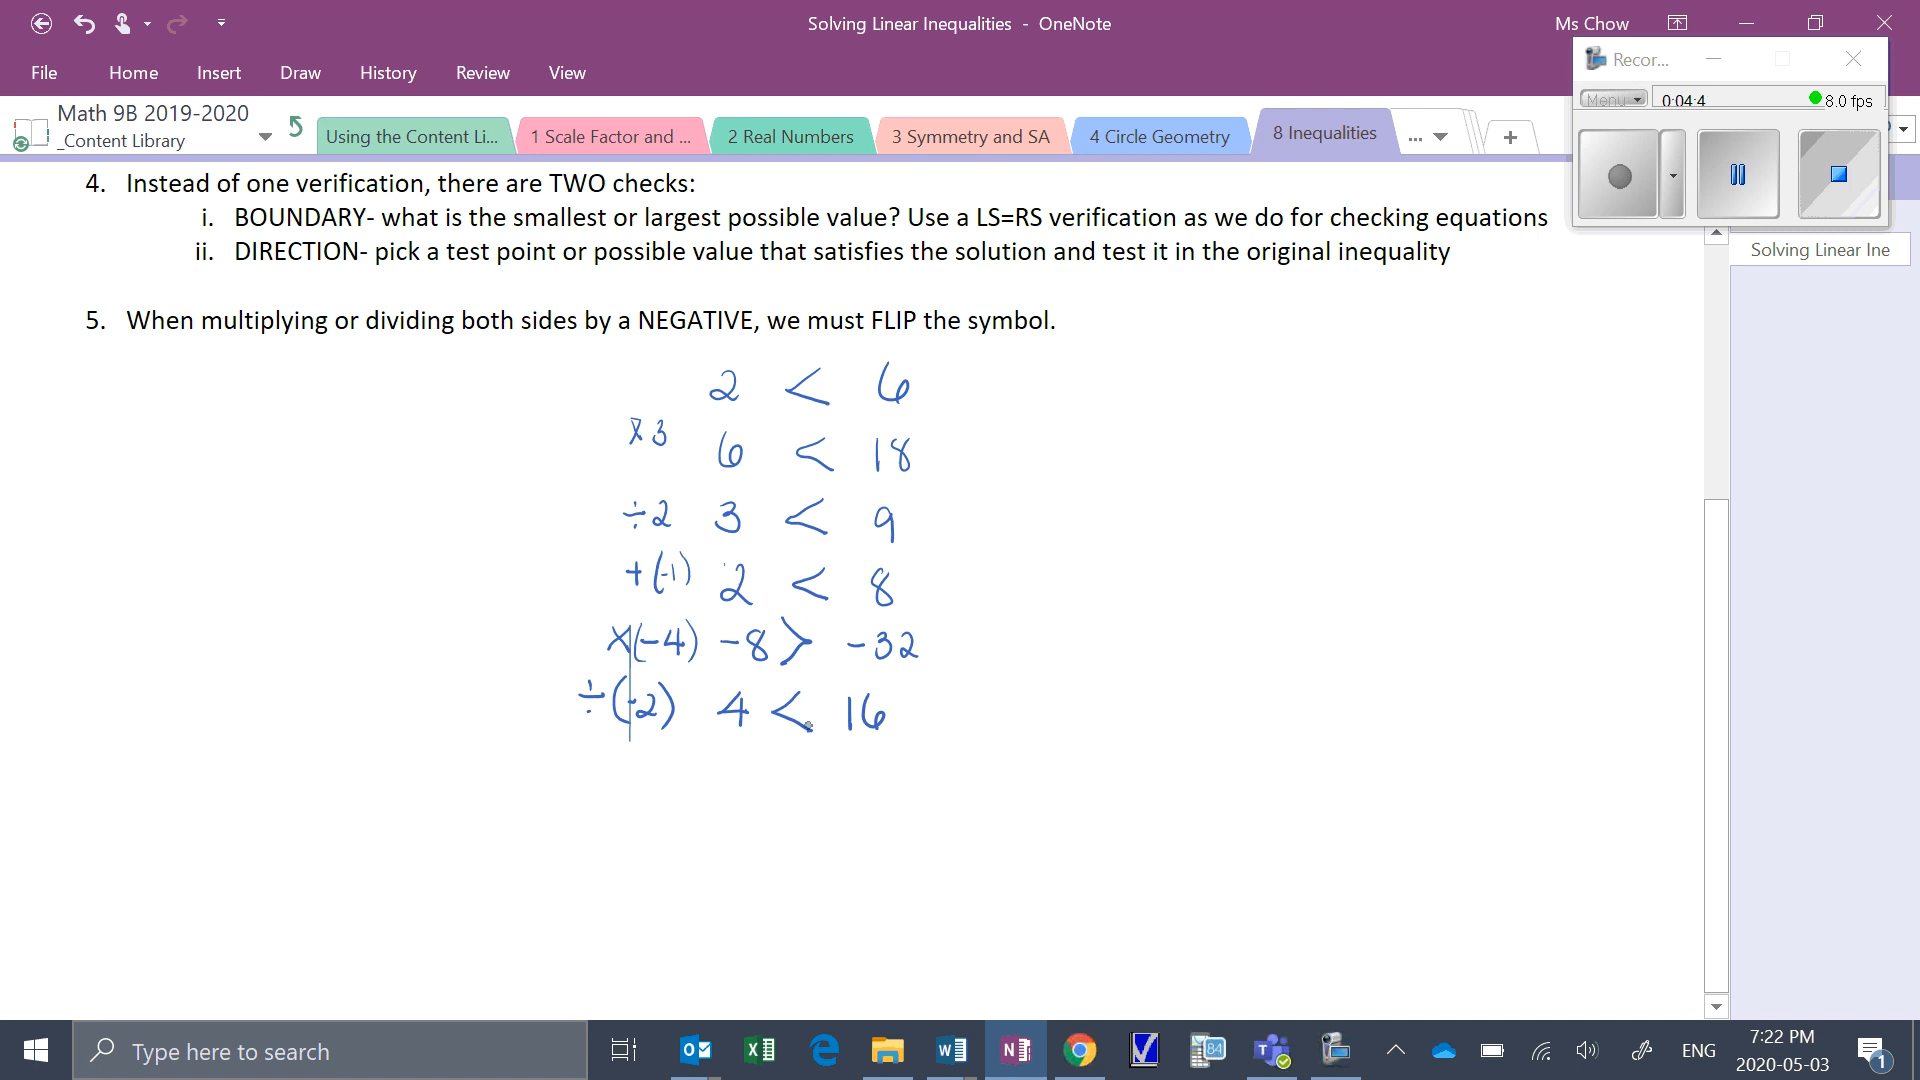 Solving Linear Inequalities - OneNote
Ms Chow
File Home Insert Draw History Review View
Recor...
Menu 0:04:4 8.0 fps
Math 9B 2019-2020
_Content Library
Using the Content Li... 1 Scale Factor and ... 2 Real Numbers 3 Symmetry and SA 4 Circle Geometry 8 Inequalities ... +
Solving Linear Ine
4. Instead of one verification, there are TWO checks:
i. BOUNDARY- what is the smallest or largest possible value? Use a LS=RS verification as we do for checking equations
ii. DIRECTION- pick a test point or possible value that satisfies the solution and test it in the original inequality
5. When multiplying or dividing both sides by a NEGATIVE, we must FLIP the symbol.
2 < 6
×3 6 < 18
÷2 3 < 9
+(-1) 2 < 8
×(-4) -8 > -32
÷(-2) 4 < 16
Type here to search
84
ENG
7:22 PM
2020-05-03
1